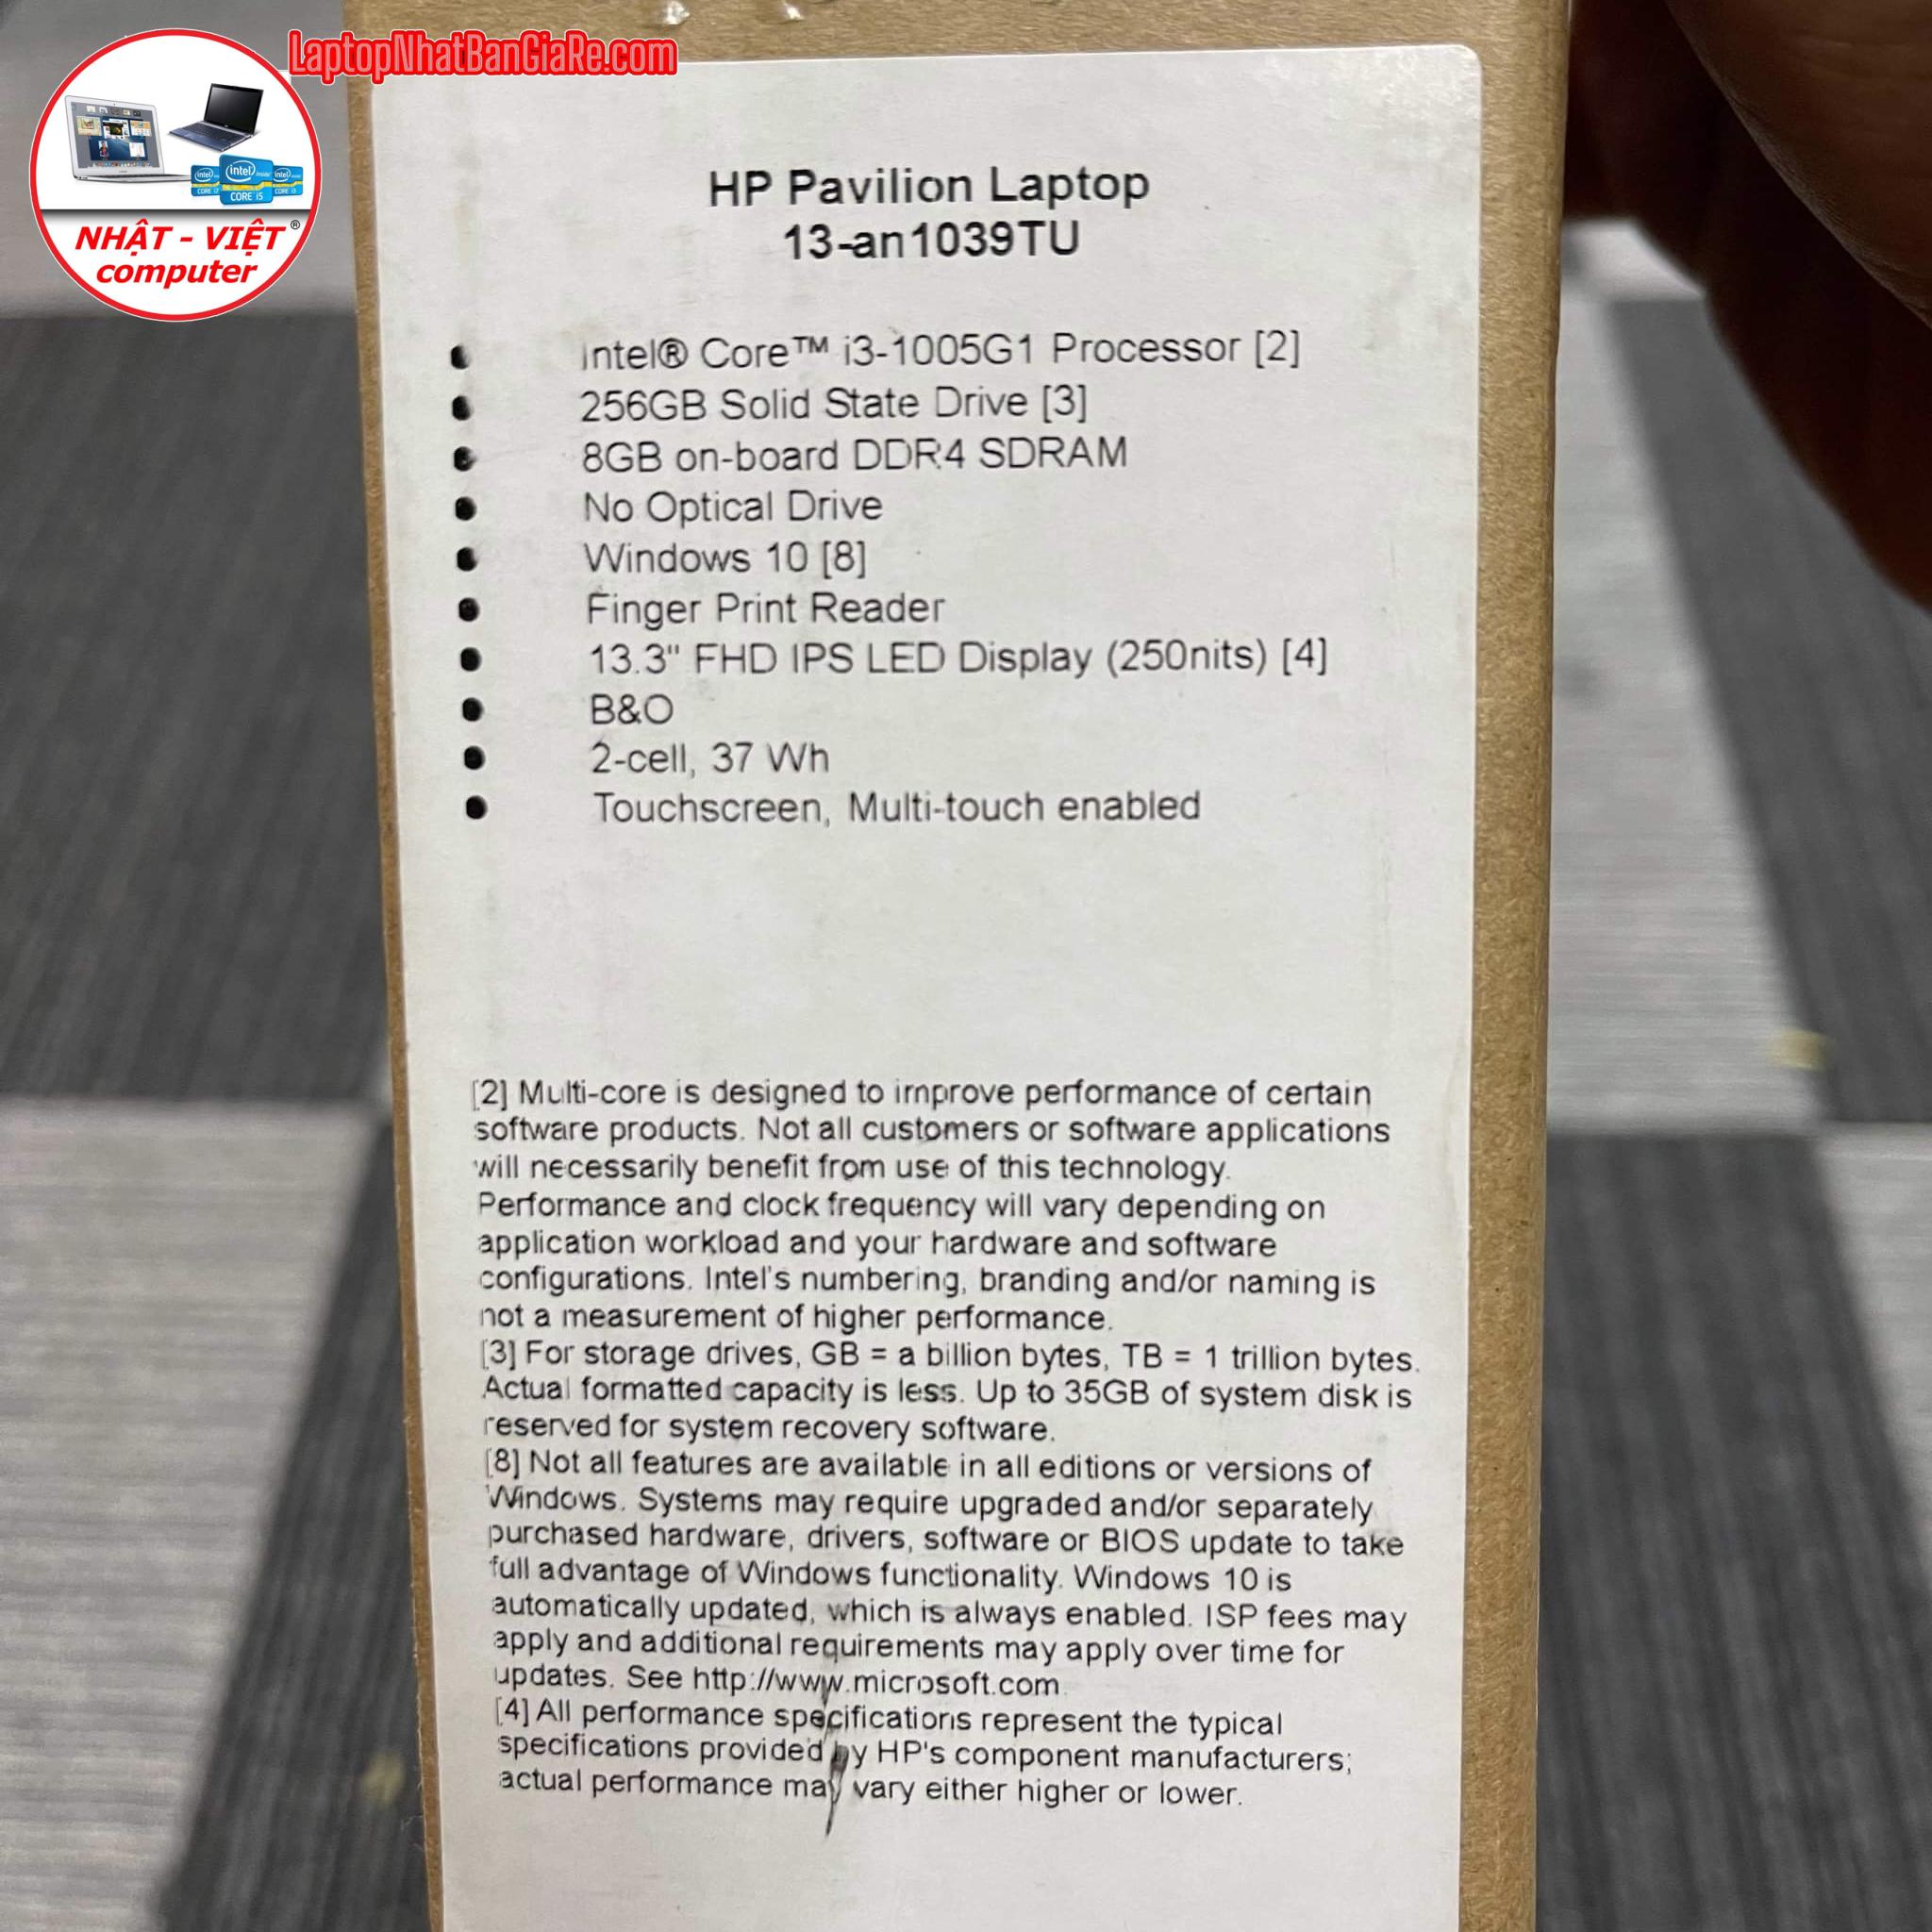 LaptopNhatBanGiaRe.com
intel inside CORE i5
NHẬT - VIỆT ®
computer
HP Pavilion Laptop
13-an1039TU
• Intel® Core™ i3-1005G1 Processor [2]
• 256GB Solid State Drive [3]
• 8GB on-board DDR4 SDRAM
• No Optical Drive
• Windows 10 [8]
• Finger Print Reader
• 13.3" FHD IPS LED Display (250nits) [4]
• B&O
• 2-cell, 37 Wh
• Touchscreen, Multi-touch enabled
[2] Multi-core is designed to improve performance of certain
software products. Not all customers or software applications
will necessarily benefit from use of this technology.
Performance and clock frequency will vary depending on
application workload and your hardware and software
configurations. Intel's numbering, branding and/or naming is
not a measurement of higher performance.
[3] For storage drives, GB = a billion bytes, TB = 1 trillion bytes.
Actual formatted capacity is less. Up to 35GB of system disk is
reserved for system recovery software.
[8] Not all features are available in all editions or versions of
Windows. Systems may require upgraded and/or separately
purchased hardware, drivers, software or BIOS update to take
full advantage of Windows functionality. Windows 10 is
automatically updated, which is always enabled. ISP fees may
apply and additional requirements may apply over time for
updates. See http://www.microsoft.com.
[4] All performance specifications represent the typical
specifications provided by HP's component manufacturers;
actual performance may vary either higher or lower.